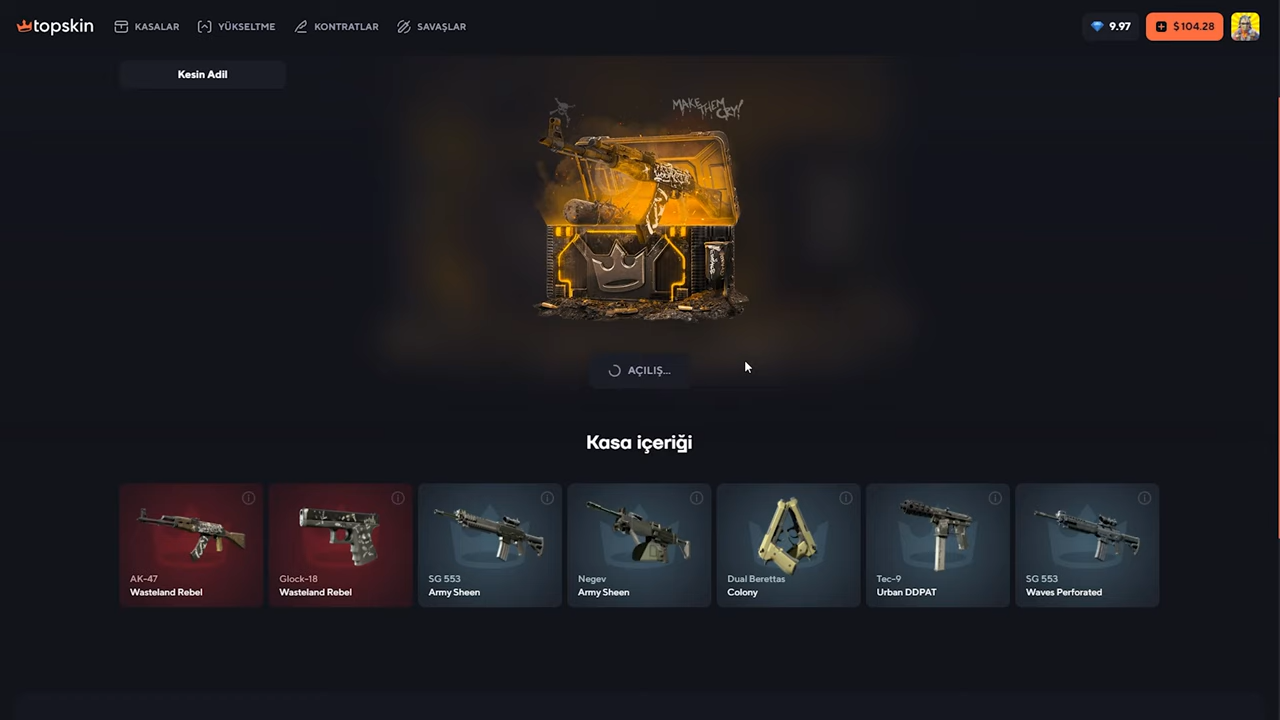 topskin
KASALAR
YÜKSELTME
KONTRATLAR
SAVAŞLAR
9.97
$ 104.28
Kesin Adil
MAKE THEM CRY!
AÇILIŞ...
Kasa içeriği
AK-47
Wasteland Rebel
Glock-18
Wasteland Rebel
SG 553
Army Sheen
Negev
Army Sheen
Dual Berettas
Colony
Tec-9
Urban DDPAT
SG 553
Waves Perforated